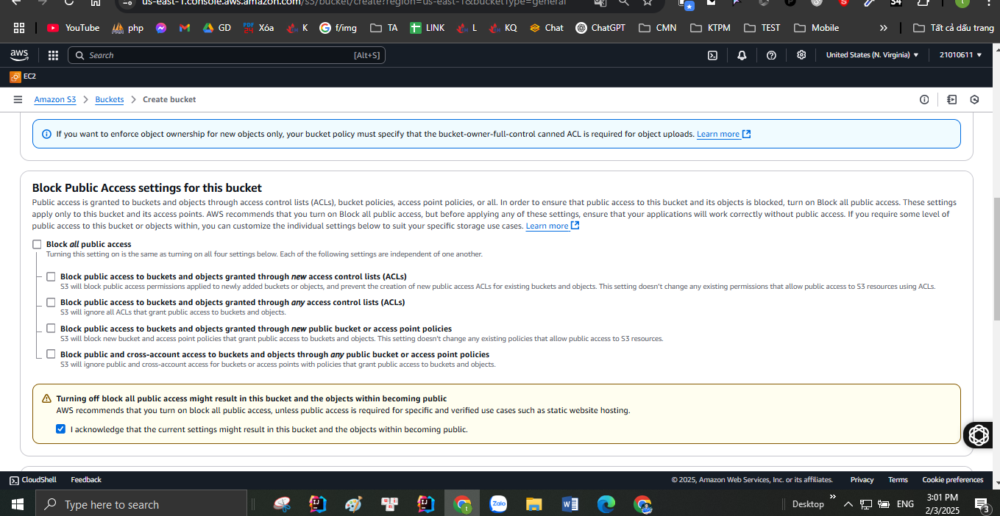 us-east-1.console.aws.amazon.com/s3/bucket/create?region=us-east-1&bucketType=general
YouTube php GD Xóa K f/img TA LINK L KQ Chat ChatGPT CMN KTPM TEST Mobile » Tất cả dấu trang
aws Search [Alt+S] United States (N. Virginia) 21010611
EC2
Amazon S3 > Buckets > Create bucket
If you want to enforce object ownership for new objects only, your bucket policy must specify that the bucket-owner-full-control canned ACL is required for object uploads. Learn more
Block Public Access settings for this bucket
Public access is granted to buckets and objects through access control lists (ACLs), bucket policies, access point policies, or all. In order to ensure that public access to this bucket and its objects is blocked, turn on Block all public access. These settings
apply only to this bucket and its access points. AWS recommends that you turn on Block all public access, but before applying any of these settings, ensure that your applications will work correctly without public access. If you require some level of
public access to this bucket or objects within, you can customize the individual settings below to suit your specific storage use cases. Learn more
Block all public access
Turning this setting on is the same as turning on all four settings below. Each of the following settings are independent of one another.
Block public access to buckets and objects granted through new access control lists (ACLs)
S3 will block public access permissions applied to newly added buckets or objects, and prevent the creation of new public access ACLs for existing buckets and objects. This setting doesn't change any existing permissions that allow public access to S3 resources using ACLs.
Block public access to buckets and objects granted through any access control lists (ACLs)
S3 will ignore all ACLs that grant public access to buckets and objects.
Block public access to buckets and objects granted through new public bucket or access point policies
S3 will block new bucket and access point policies that grant public access to buckets and objects. This setting doesn't change any existing policies that allow public access to S3 resources.
Block public and cross-account access to buckets and objects through any public bucket or access point policies
S3 will ignore public and cross-account access for buckets or access points with policies that grant public access to buckets and objects.
Turning off block all public access might result in this bucket and the objects within becoming public
AWS recommends that you turn on block all public access, unless public access is required for specific and verified use cases such as static website hosting.
I acknowledge that the current settings might result in this bucket and the objects within becoming public.
CloudShell Feedback © 2025, Amazon Web Services, Inc. or its affiliates. Privacy Terms Cookie preferences
Type here to search Zalo Desktop » ENG 3:01 PM
2/3/2025 3